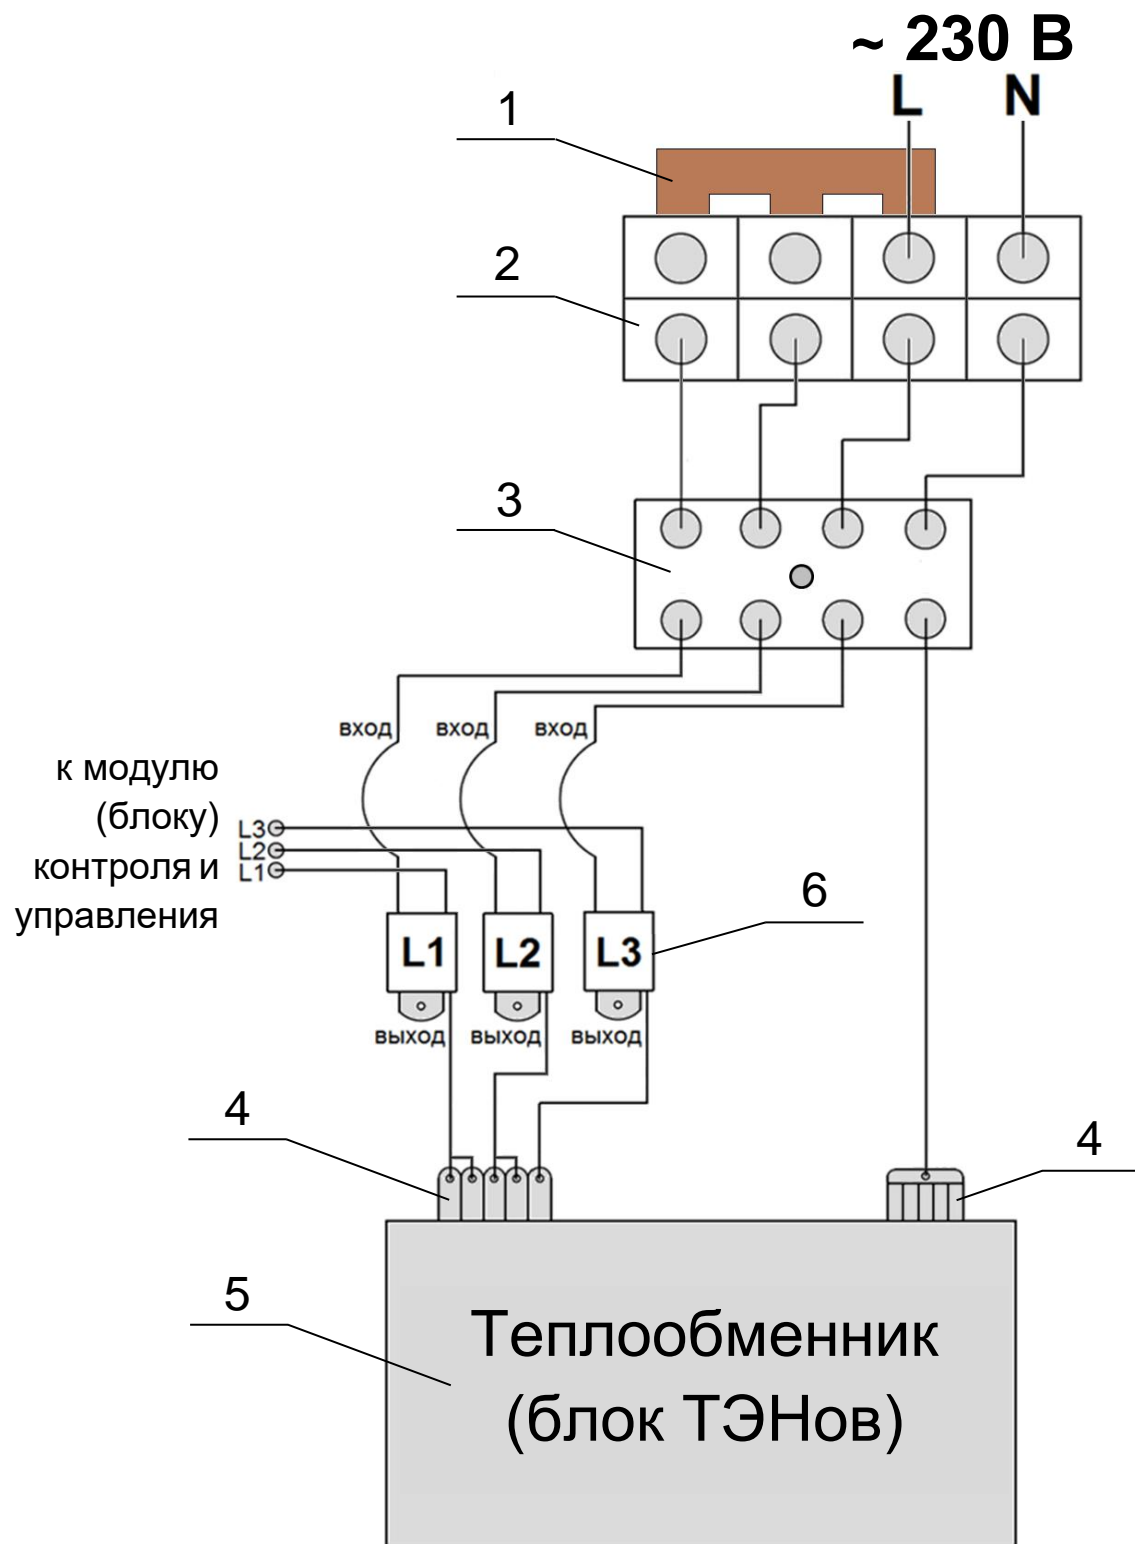 ~ 230 В
L N
1
2
3
вход вход вход
к модулю
(блоку)
контроля и
управления
L3
L2
L1
6
L1 L2 L3
выход выход выход
4
4
5
Теплообменник
(блок ТЭНов)